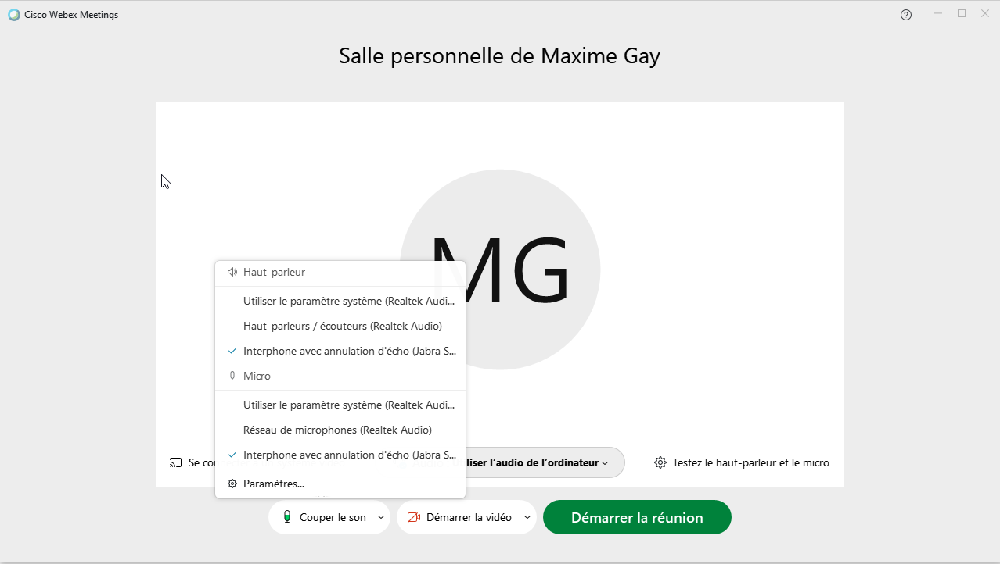 Cisco Webex Meetings
Salle personnelle de Maxime Gay
MG
Haut-parleur
Utiliser le paramètre système (Realtek Audi...
Haut-parleurs / écouteurs (Realtek Audio)
Interphone avec annulation d'écho (Jabra S...
Micro
Utiliser le paramètre système (Realtek Audi...
Réseau de microphones (Realtek Audio)
Interphone avec annulation d'écho (Jabra S...
Paramètres...
Se co
liser l'audio de l'ordinateur
Testez le haut-parleur et le micro
Couper le son
Démarrer la vidéo
Démarrer la réunion